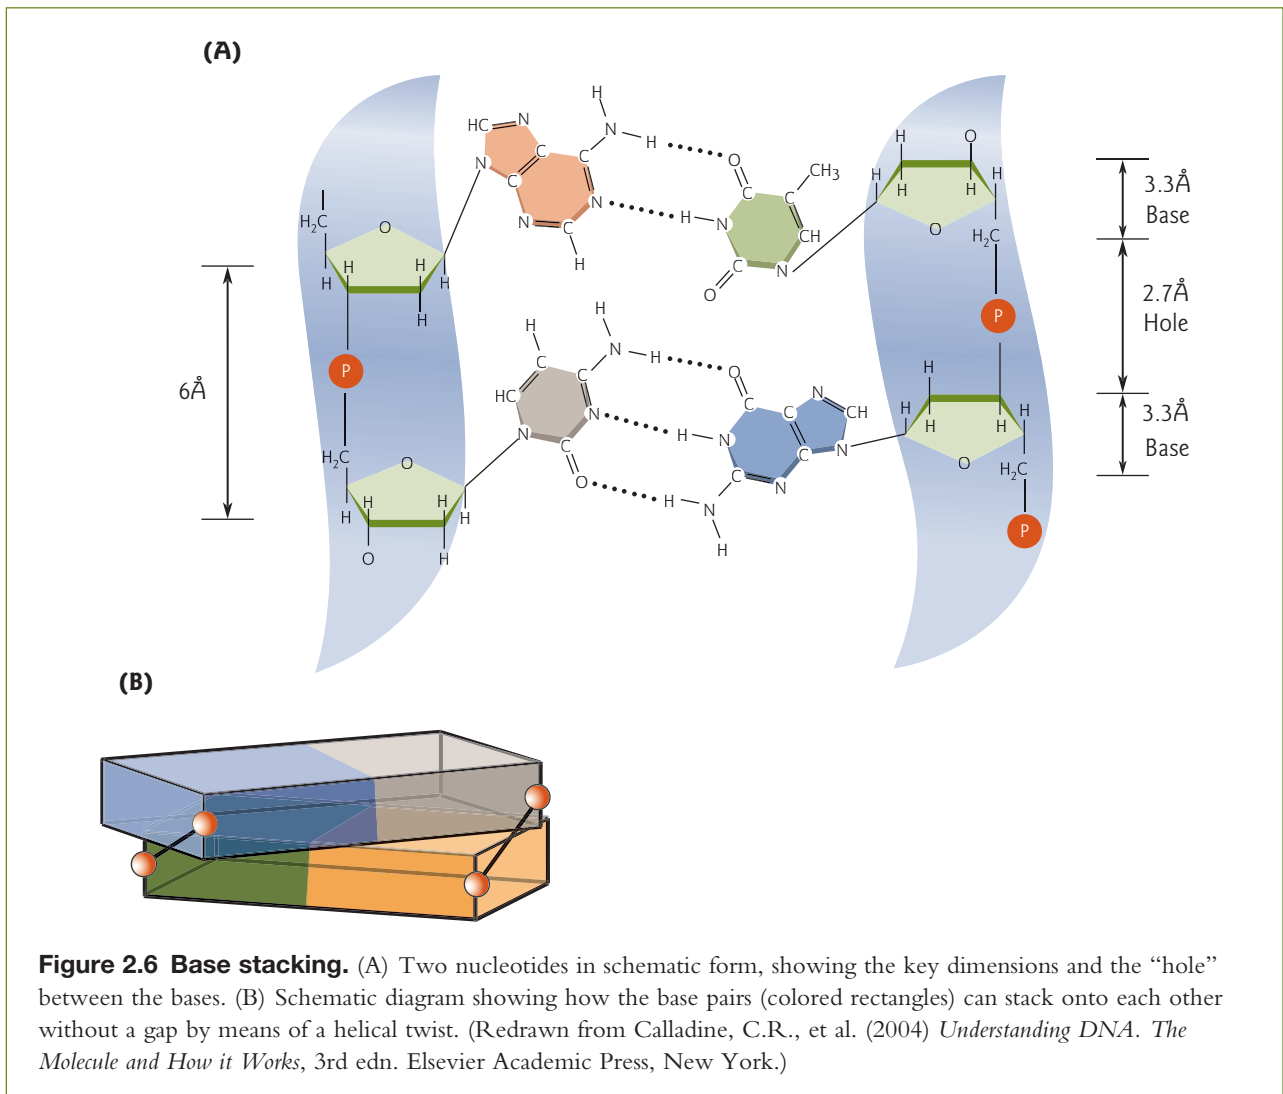 (A)
H
HC N
N H
C C
N C
N
N C
H
O
C CH3
C
H N
CH
C N
O
H O
H H
H H
O
H2C
P
3.3Å
Base
2.7Å
Hole
3.3Å
Base
6Å
H2C
O
H H
H H
H
P
H2C
O
H H
H H
O H
H H
C N H
C
HC
N
N C
O
O
C N
C CH
H N
C N
C N
H N
H
H
H H
H H
O
H2C
P
(B)
Figure 2.6 Base stacking. (A) Two nucleotides in schematic form, showing the key dimensions and the “hole”
between the bases. (B) Schematic diagram showing how the base pairs (colored rectangles) can stack onto each other
without a gap by means of a helical twist. (Redrawn from Calladine, C.R., et al. (2004) Understanding DNA. The
Molecule and How it Works, 3rd edn. Elsevier Academic Press, New York.)